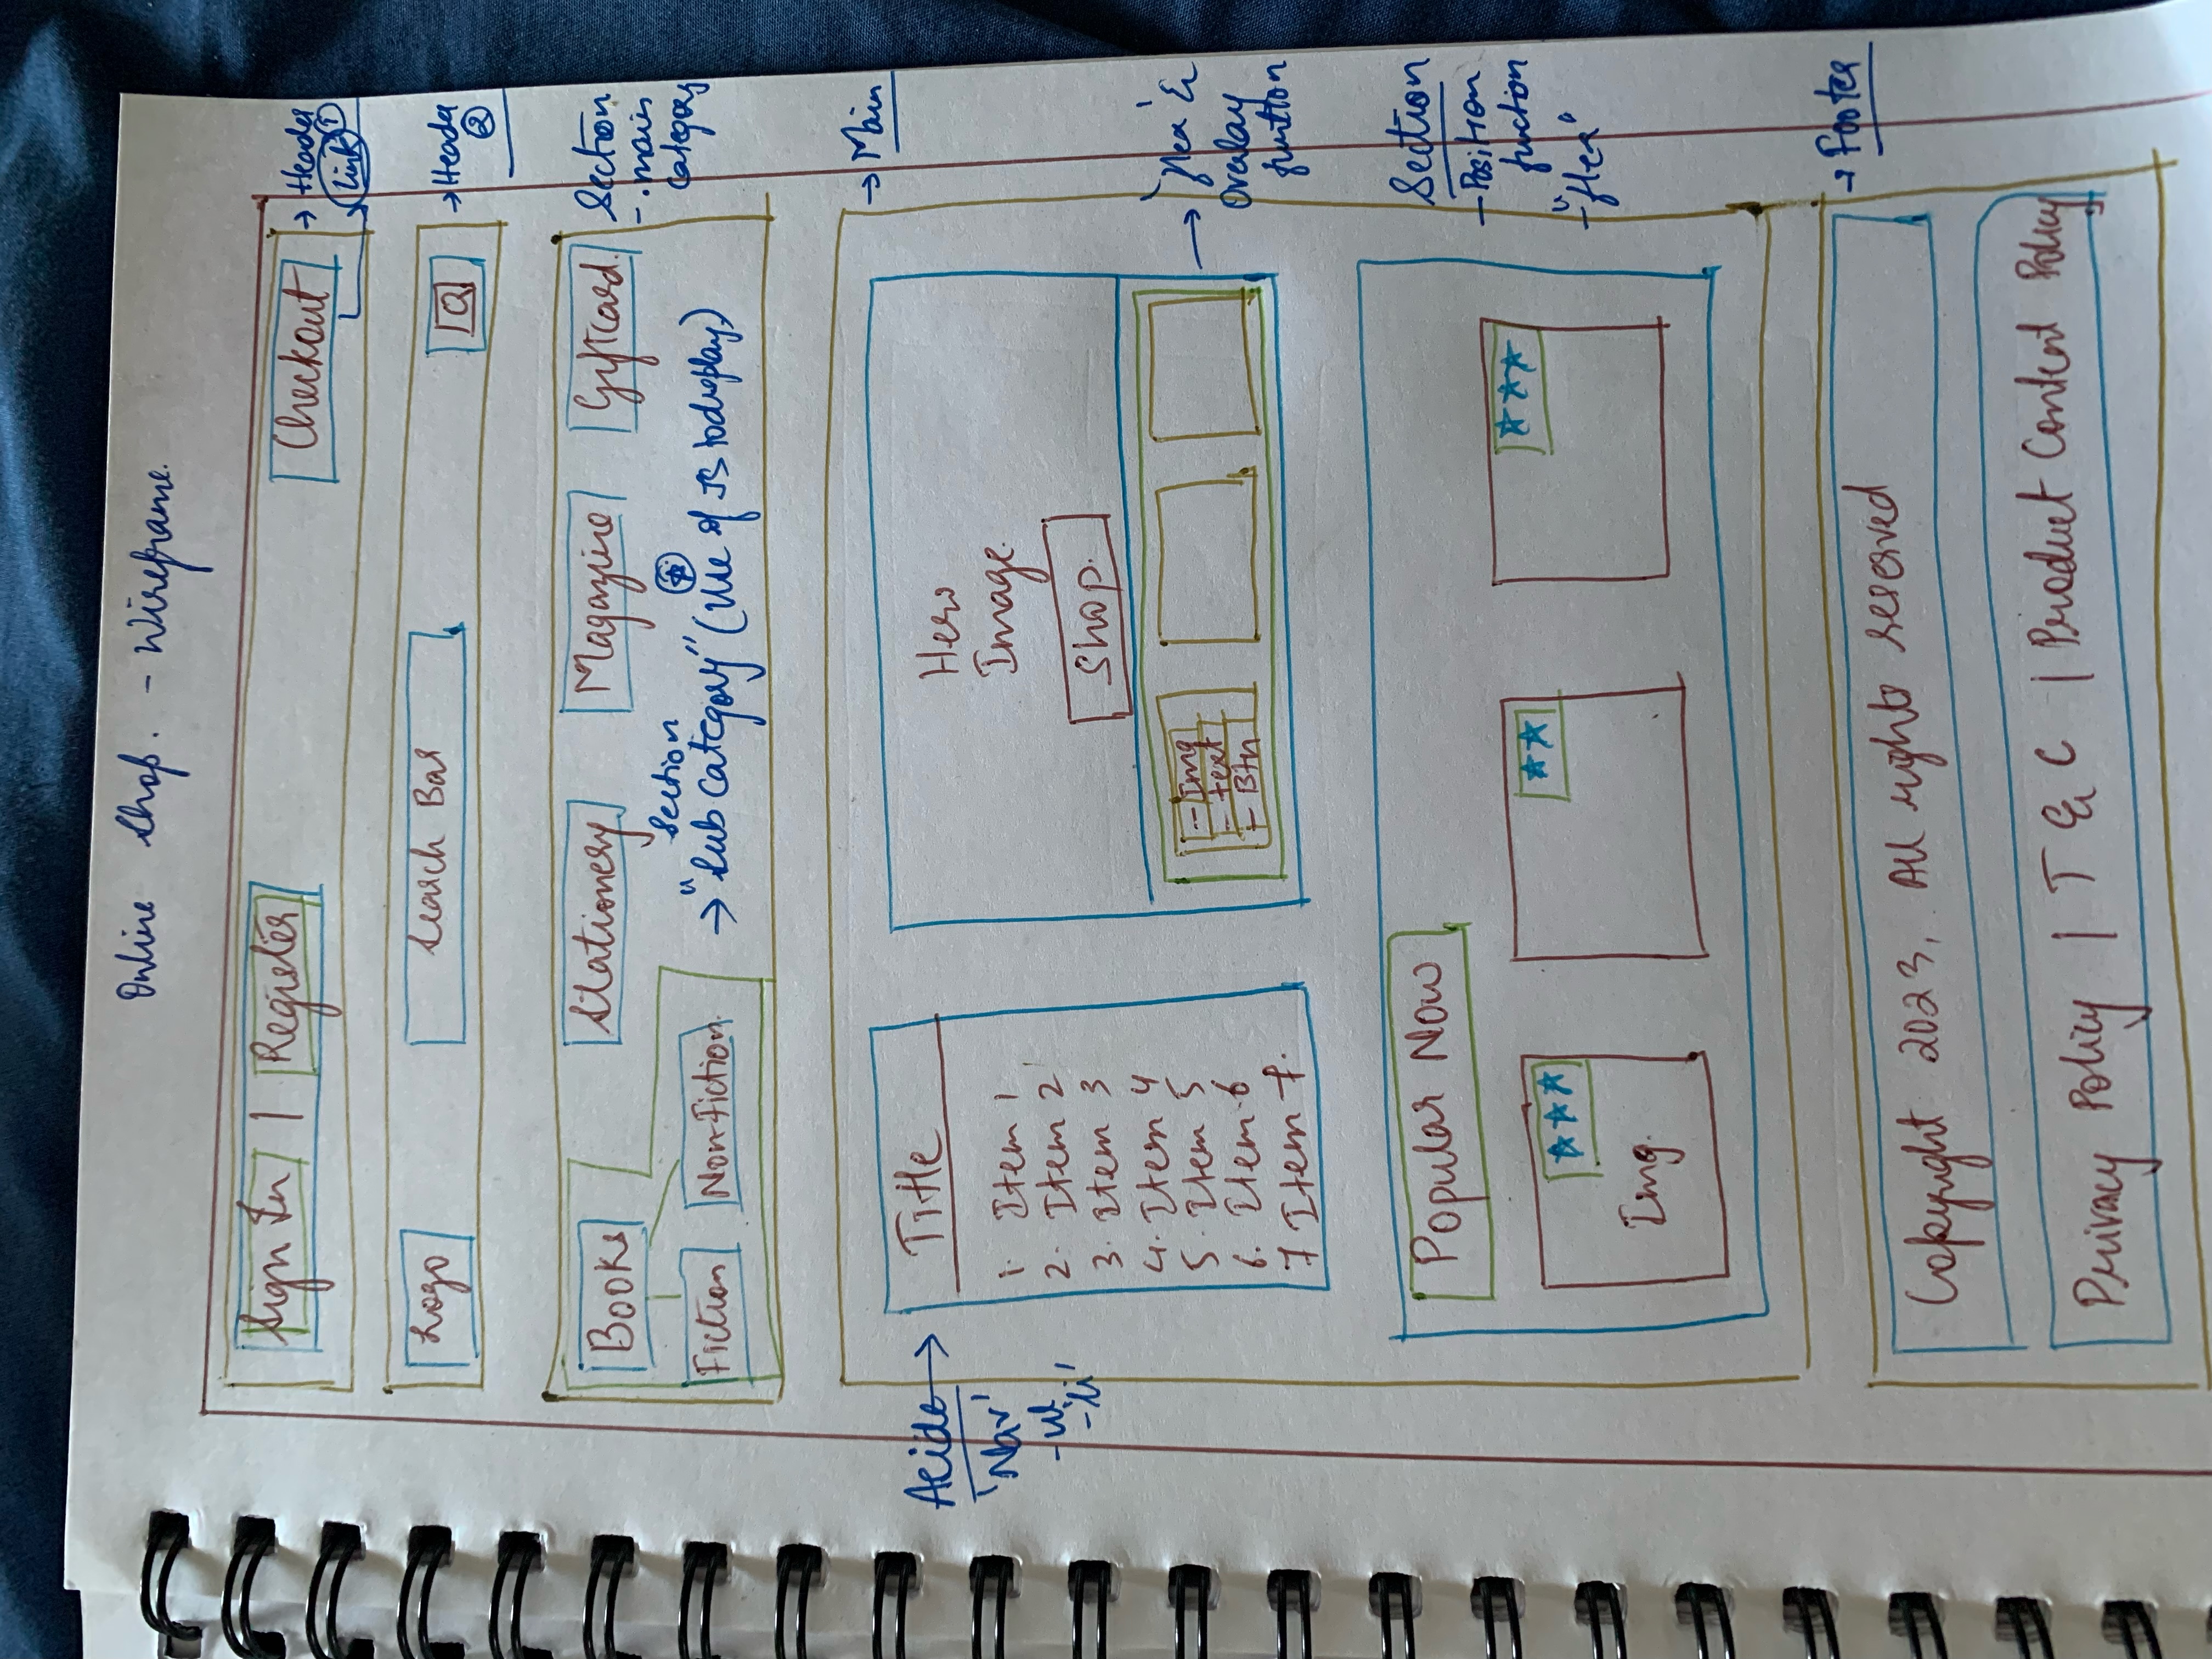 Online Shop. - Wireframe.
Sign In | Register
Checkout
→ Header
Link ①
Logo
Search Bar
Q
→ Header
②
Books
Stationery
Magazine
Giftcard.
Section
- main
category
Fiction
Non-Fiction.
Section
→ "Sub Category" (Use of JS to display)
→ Main
Acide →
'Nav'
- ul
- 'li'
Title
1. Item 1
2. Item 2
3. Item 3
4. Item 4
5. Item 5
6. Item 6
7 Item 7.
Hero
Image.
Shop.
- Img
- text
- Btn
→ 'flex' &
Overlay
function
Popular Now
★★★
★★
★★★
Img.
Section
- Position
fuction
- "flex"
→ Footer
Copyright 2023, All rights reserved
Privacy Policy | T & C | Product Content Policy